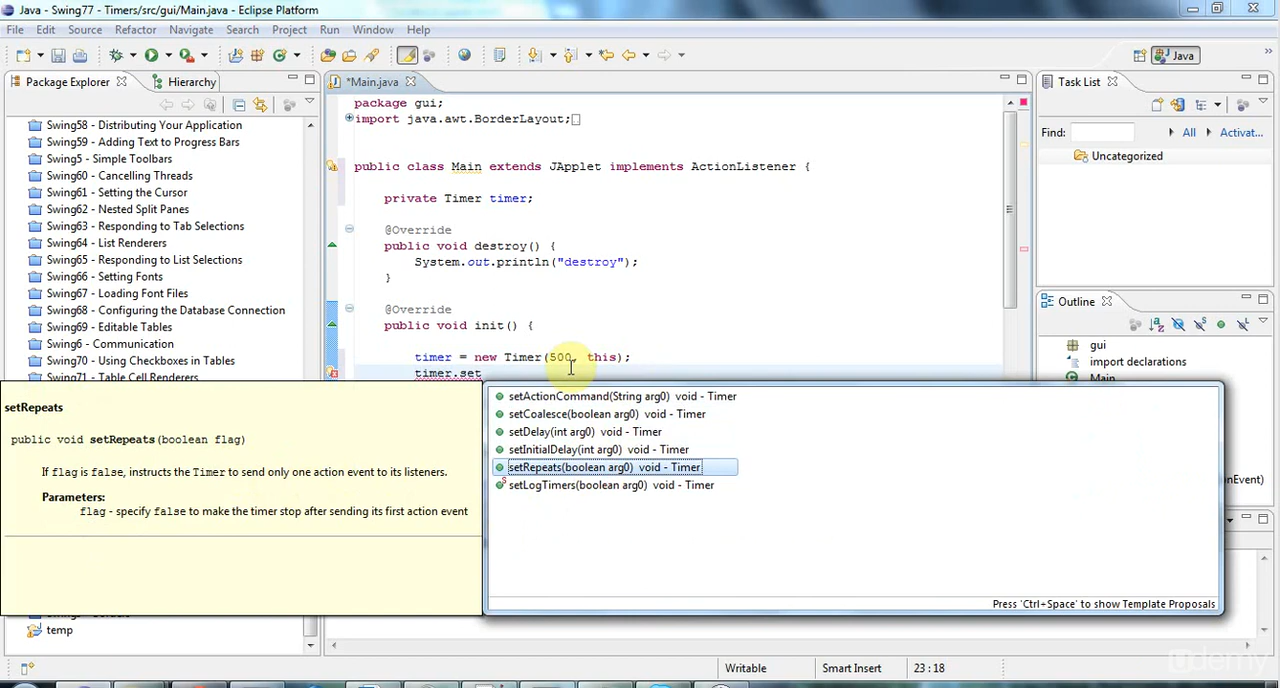 Java - Swing77 - Timers/src/gui/Main.java - Eclipse Platform
File Edit Source Refactor Navigate Search Project Run Window Help
Java
Package Explorer Hierarchy
*Main.java
Task List
Swing58 - Distributing Your Application
Swing59 - Adding Text to Progress Bars
Swing5 - Simple Toolbars
Swing60 - Cancelling Threads
Swing61 - Setting the Cursor
Swing62 - Nested Split Panes
Swing63 - Responding to Tab Selections
Swing64 - List Renderers
Swing65 - Responding to List Selections
Swing66 - Setting Fonts
Swing67 - Loading Font Files
Swing68 - Configuring the Database Connection
Swing69 - Editable Tables
Swing6 - Communication
Swing70 - Using Checkboxes in Tables
Swing71 - Table Cell Renderers
temp
package gui;
import java.awt.BorderLayout;
public class Main extends JApplet implements ActionListener {
private Timer timer;
@Override
public void destroy() {
System.out.println("destroy");
}
@Override
public void init() {
timer = new Timer(500, this);
timer.set
Find: All Activat...
Uncategorized
Outline
gui
import declarations
Main
nEvent)
setRepeats
public void setRepeats(boolean flag)
If flag is false, instructs the Timer to send only one action event to its listeners.
Parameters:
flag - specify false to make the timer stop after sending its first action event
setActionCommand(String arg0) void - Timer
setCoalesce(boolean arg0) void - Timer
setDelay(int arg0) void - Timer
setInitialDelay(int arg0) void - Timer
setRepeats(boolean arg0) void - Timer
setLogTimers(boolean arg0) void - Timer
Press 'Ctrl+Space' to show Template Proposals
Writable Smart Insert 23 : 18
udemy